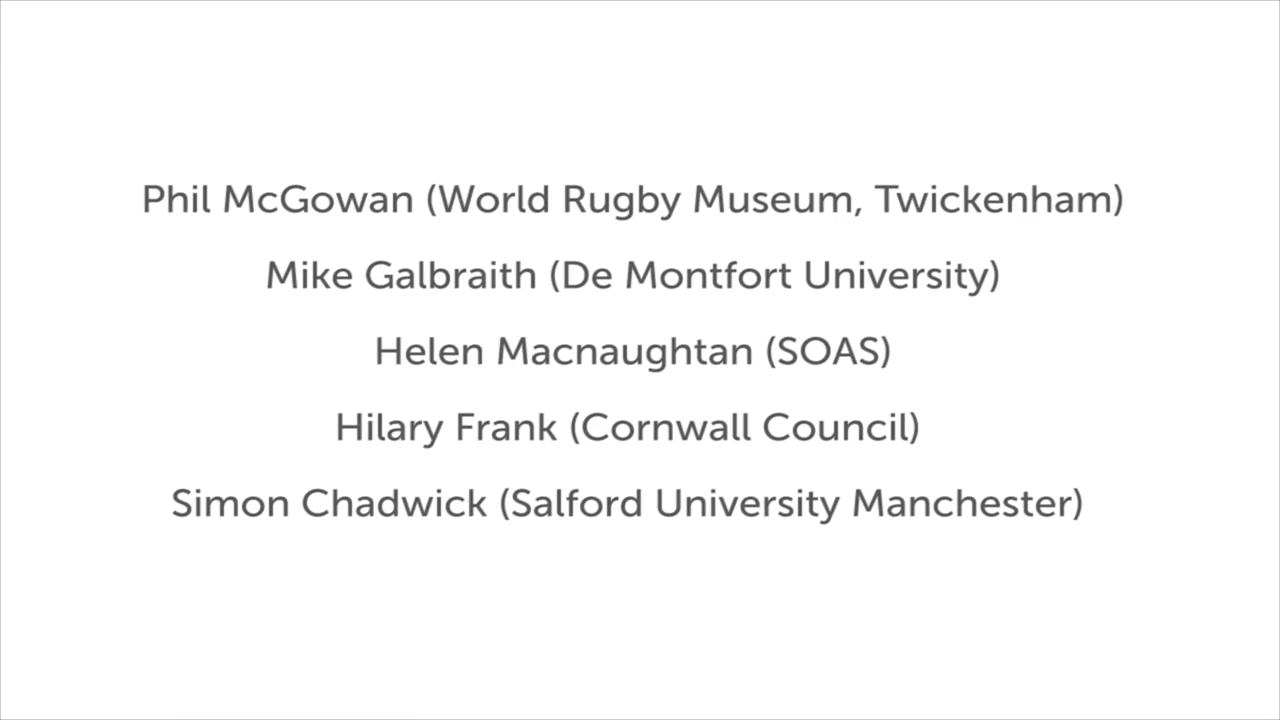 Phil McGowan (World Rugby Museum, Twickenham)
Mike Galbraith (De Montfort University)
Helen Macnaughtan (SOAS)
Hilary Frank (Cornwall Council)
Simon Chadwick (Salford University Manchester)